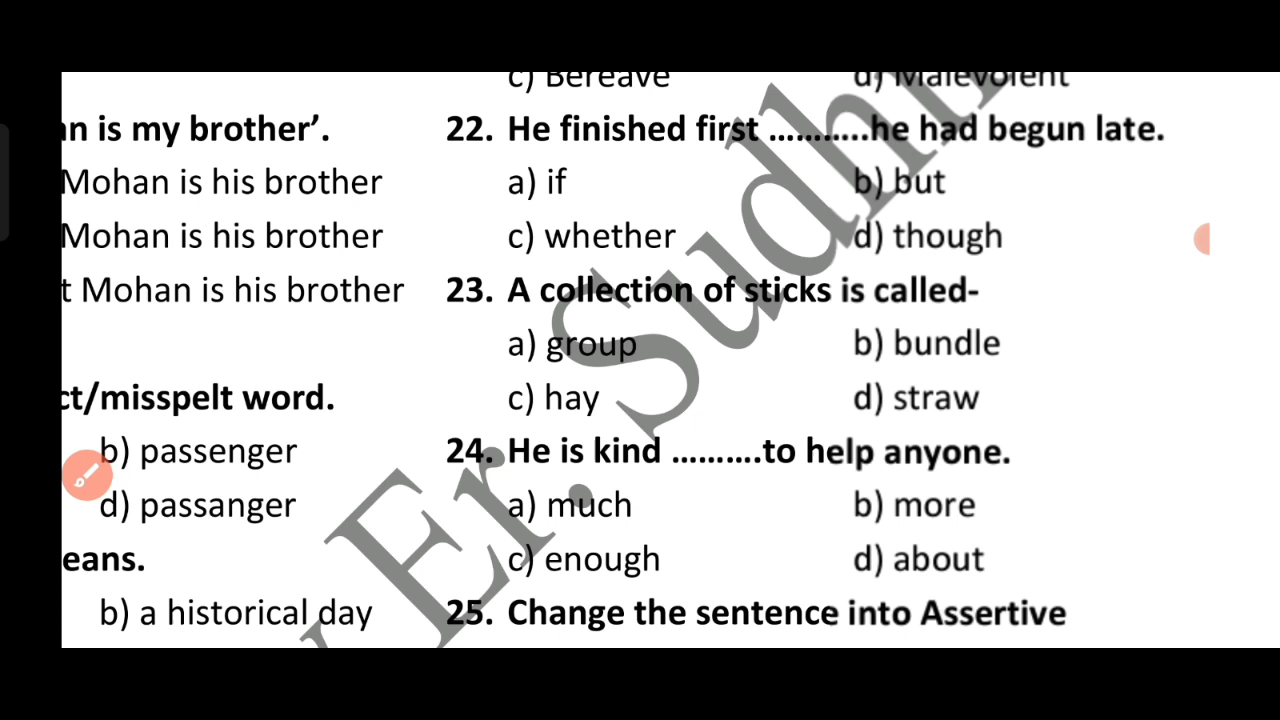 c) Bereave d) Malevolent
an is my brother’.
Mohan is his brother
Mohan is his brother
t Mohan is his brother
ct/misspelt word.
b) passenger
d) passanger
eans.
b) a historical day
22. He finished first ………..he had begun late.
a) if b) but
c) whether d) though
23. A collection of sticks is called-
a) group b) bundle
c) hay d) straw
24. He is kind ……….to help anyone.
a) much b) more
c) enough d) about
25. Change the sentence into Assertive
Er. Sudhi